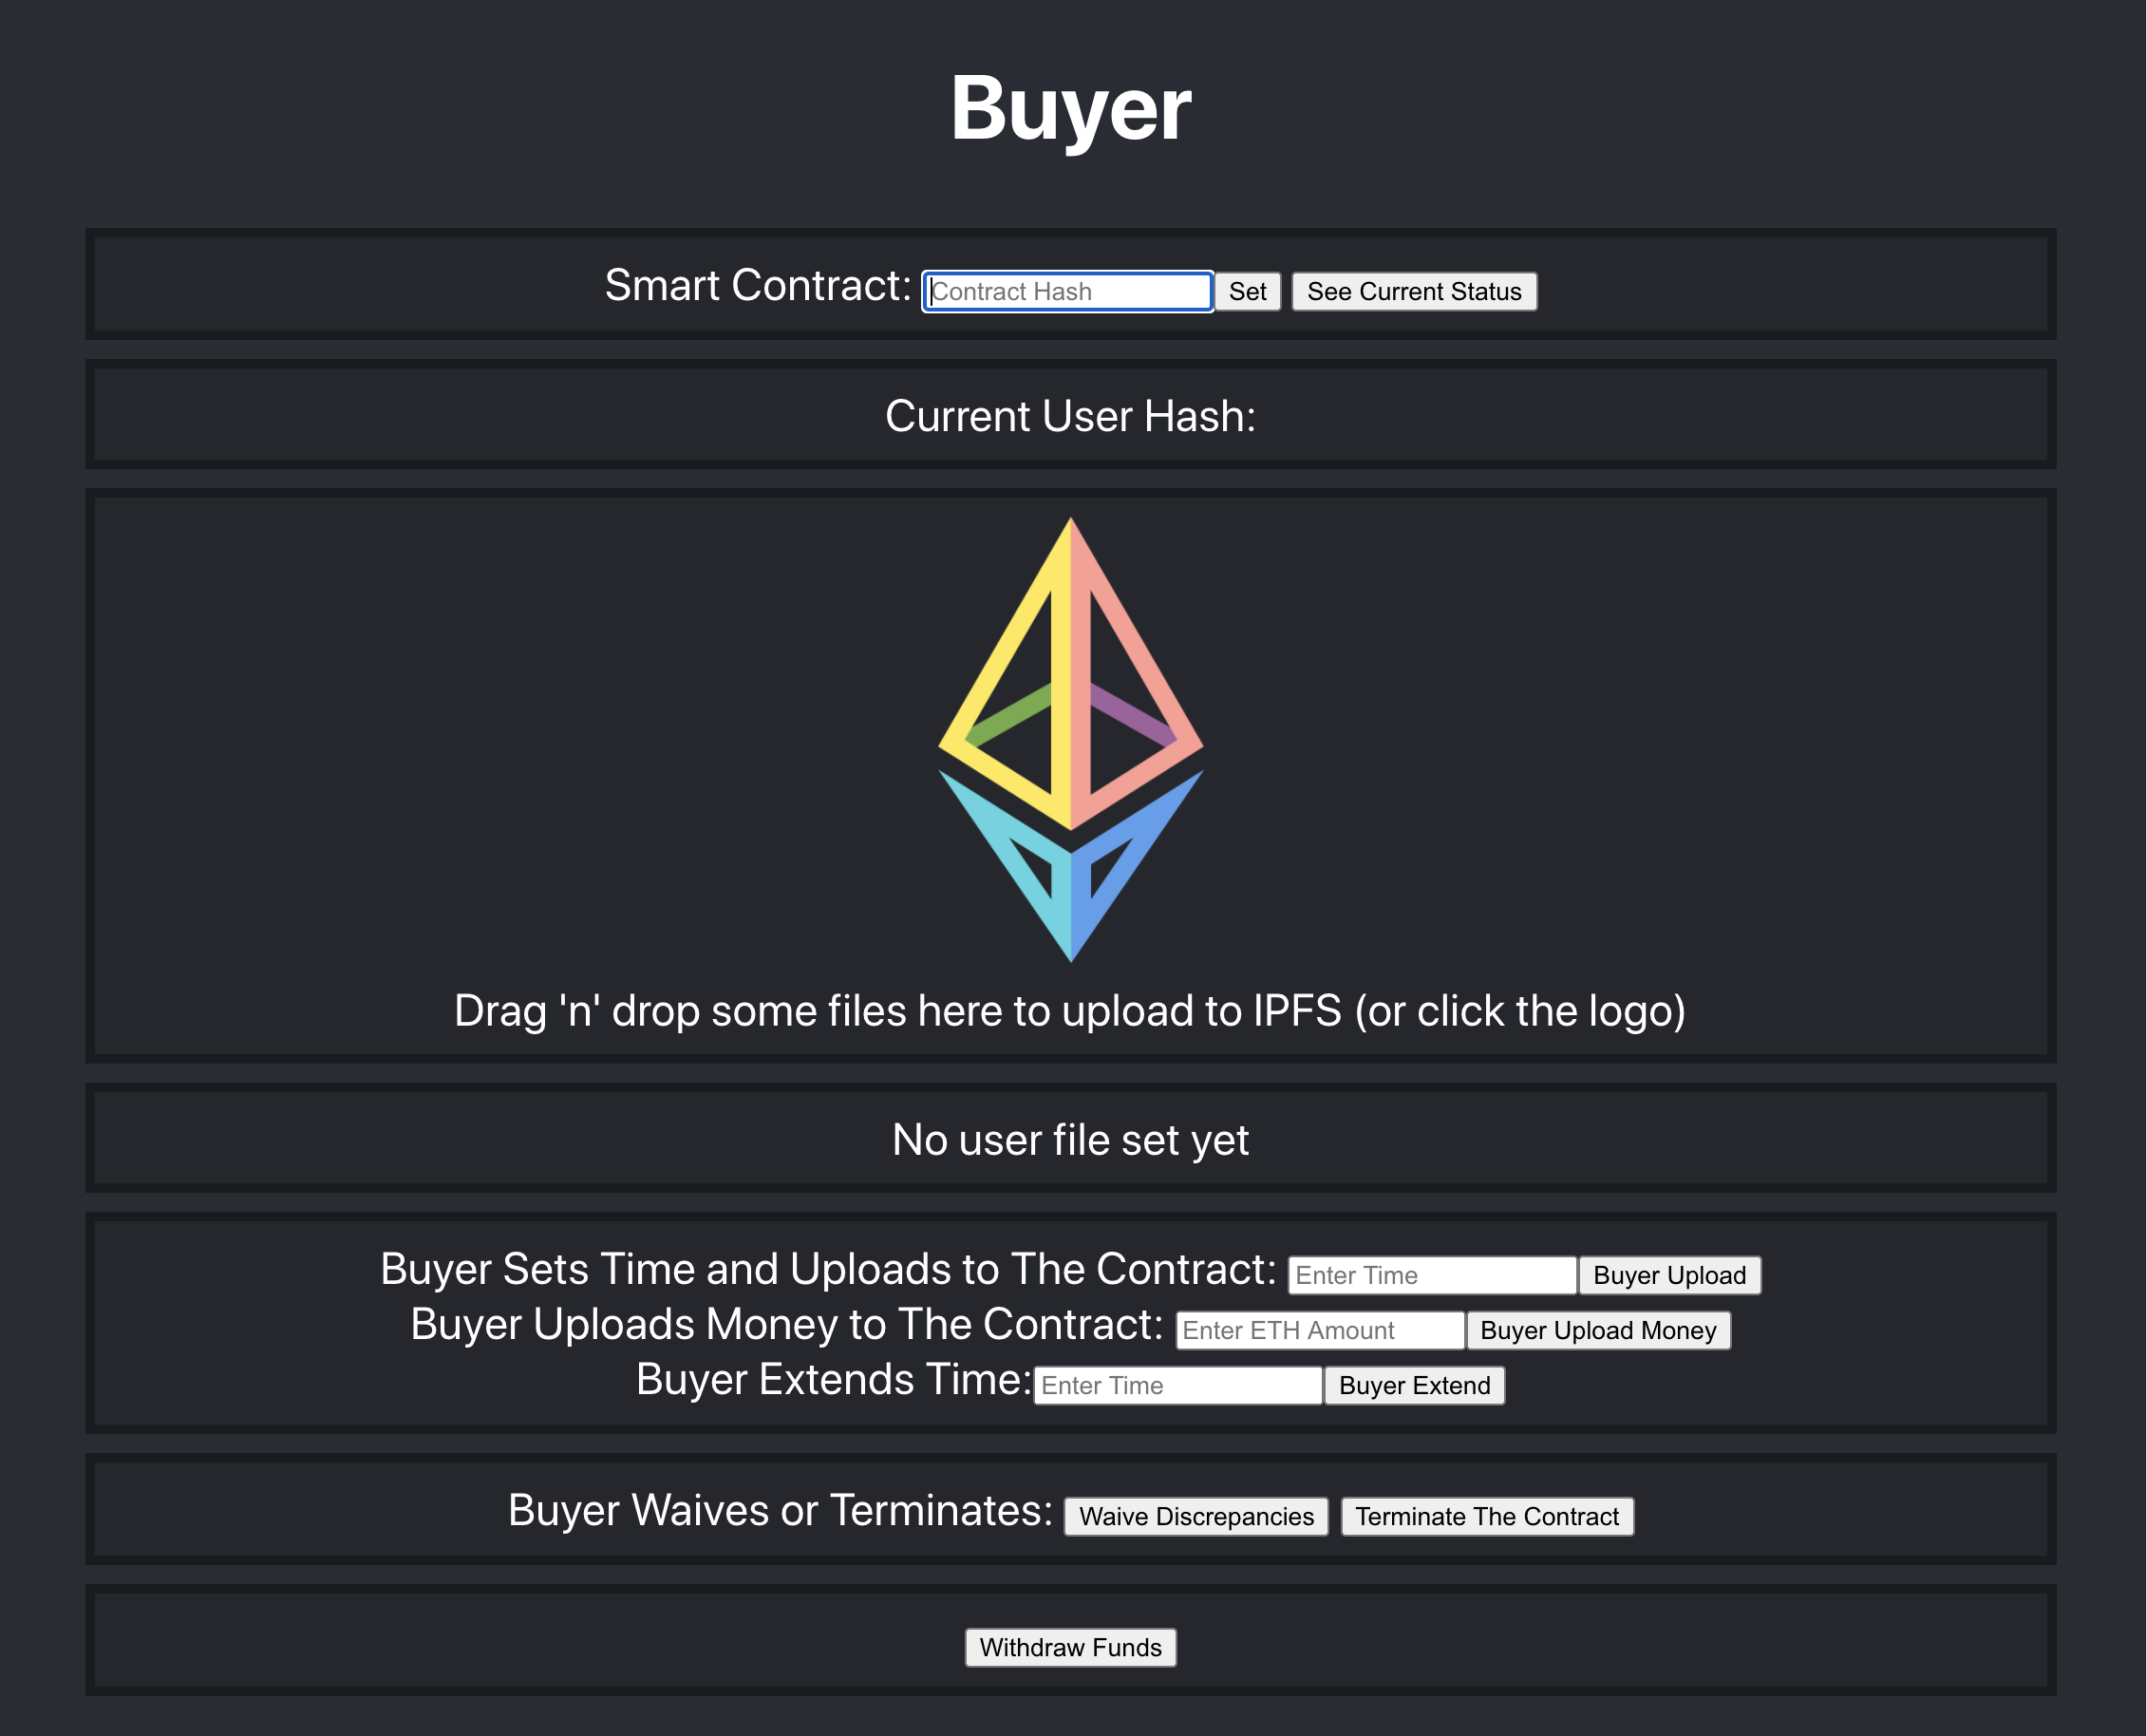 Buyer
Smart Contract: Contract Hash Set See Current Status
Current User Hash:
Drag 'n' drop some files here to upload to IPFS (or click the logo)
No user file set yet
Buyer Sets Time and Uploads to The Contract: Enter Time Buyer Upload
Buyer Uploads Money to The Contract: Enter ETH Amount Buyer Upload Money
Buyer Extends Time: Enter Time Buyer Extend
Buyer Waives or Terminates: Waive Discrepancies Terminate The Contract
Withdraw Funds